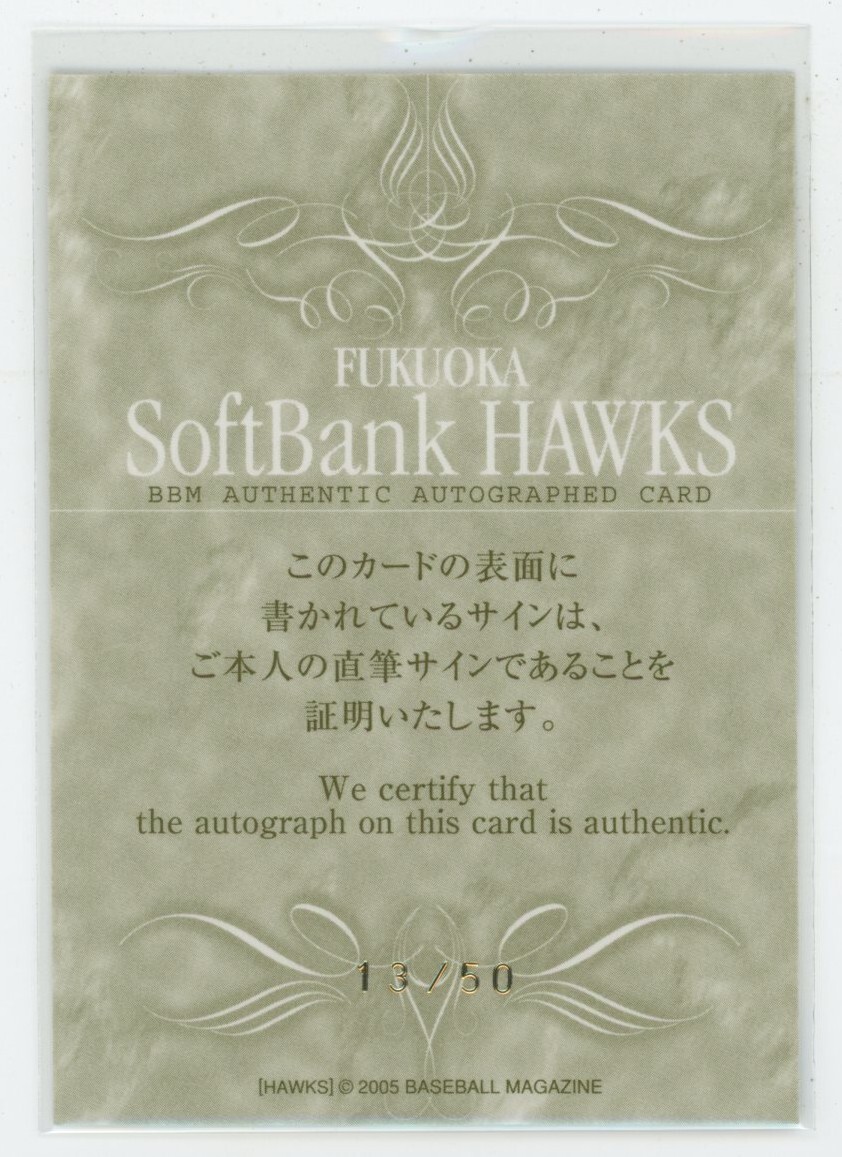 FUKUOKA
SoftBank HAWKS
BBM AUTHENTIC AUTOGRAPHED CARD
このカードの表面に
書かれているサインは、
ご本人の直筆サインであることを
証明いたします。
We certify that
the autograph on this card is authentic.
13/50
[HAWKS] © 2005 BASEBALL MAGAZINE